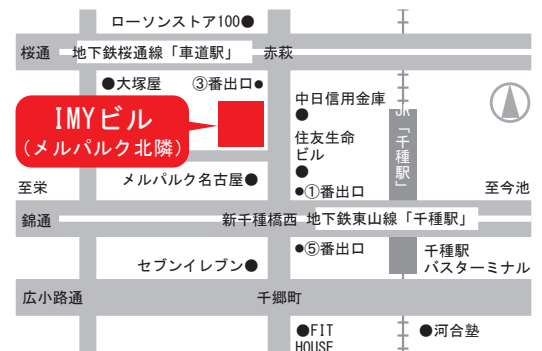 ローソンストア100●
桜通
地下鉄桜通線「車道駅」
赤萩
●大塚屋
③番出口●
IMYビル
(メルパルク北隣)
中日信用金庫
●
住友生命
ビル
●
JR「千種駅」
メルパルク名古屋●
●①番出口
至栄
至今池
錦通
新千種橋西
地下鉄東山線「千種駅」
●⑤番出口
千種駅
バスターミナル
セブンイレブン●
広小路通
千郷町
●FIT
HOUSE
●河合塾